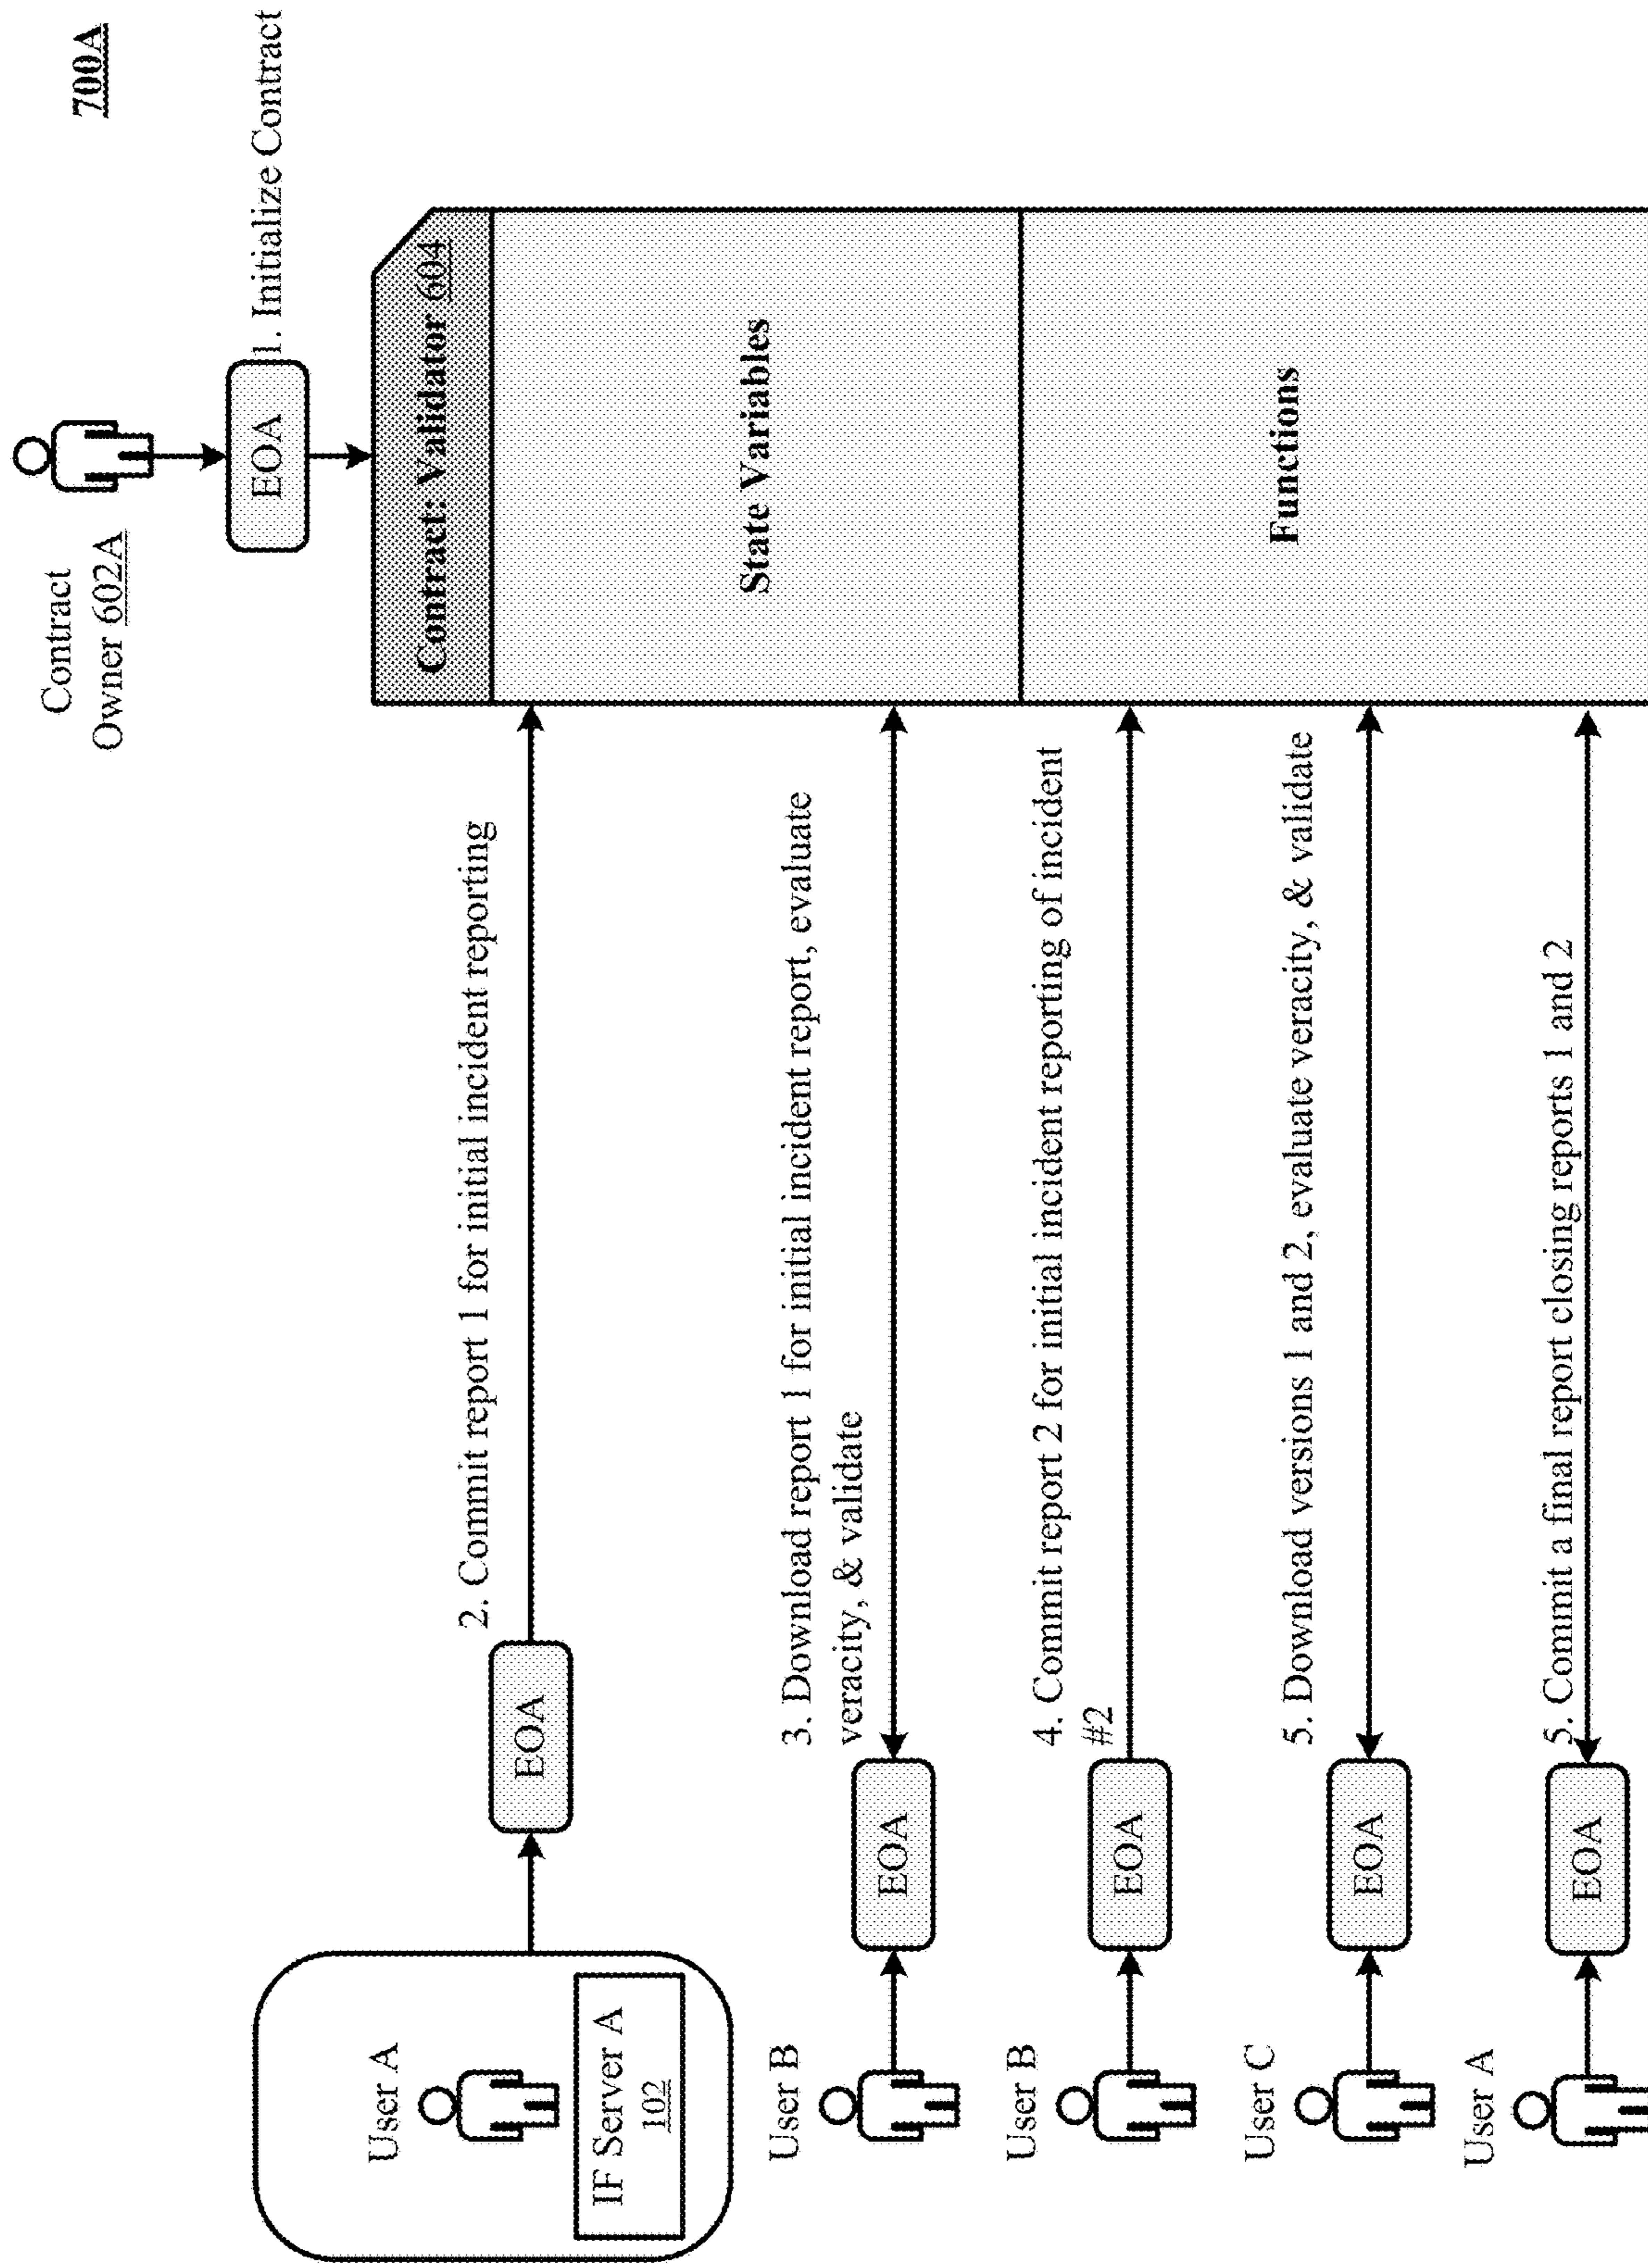 700A
Contract
Owner 602A
EOA
1. Initialize Contract
Contract: Validator 604
State Variables
Functions
User A
IF Server A
102
EOA
2. Commit report 1 for initial incident reporting
User B
EOA
3. Download report 1 for initial incident report, evaluate
veracity, & validate
User B
EOA
4. Commit report 2 for initial incident reporting of incident
#2
User C
EOA
5. Download versions 1 and 2, evaluate veracity, & validate
User A
EOA
5. Commit a final report closing reports 1 and 2